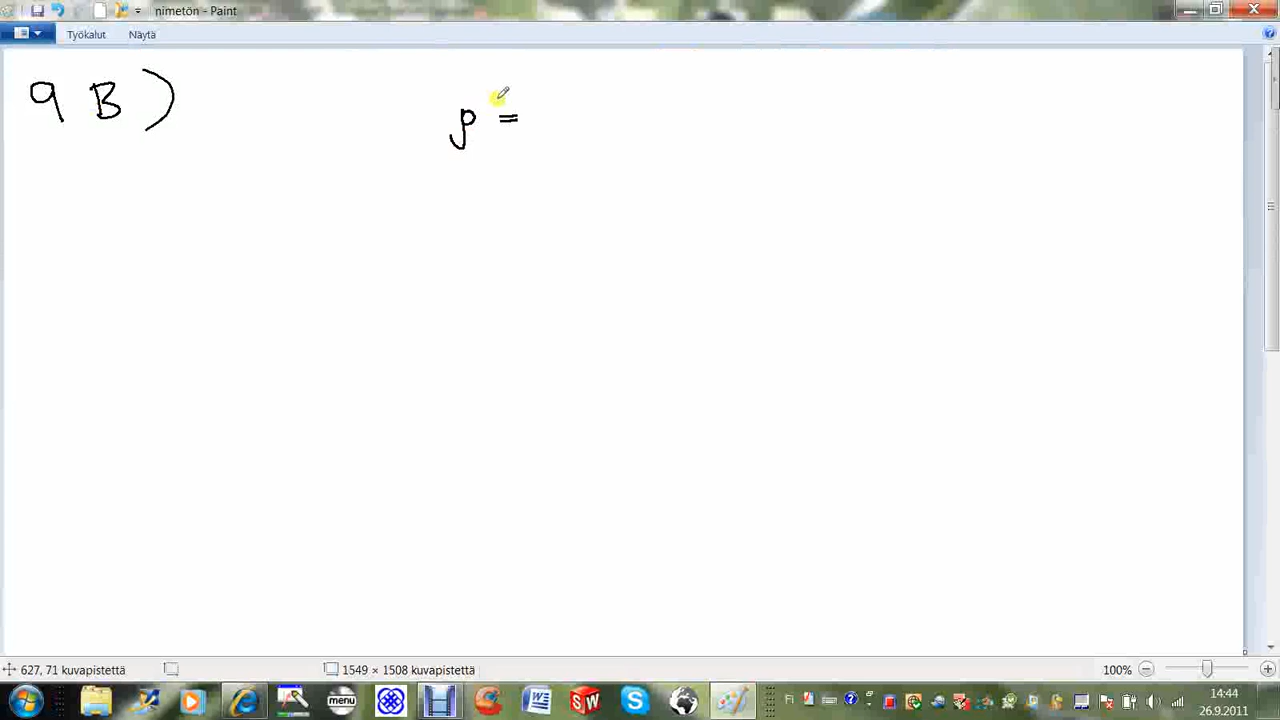 nimetön - Paint
Työkalut Näytä
9 B) ρ =
627, 71 kuvapistettä 1549 × 1508 kuvapistettä 100%
menu SW W S FI 14:44
26.9.2011